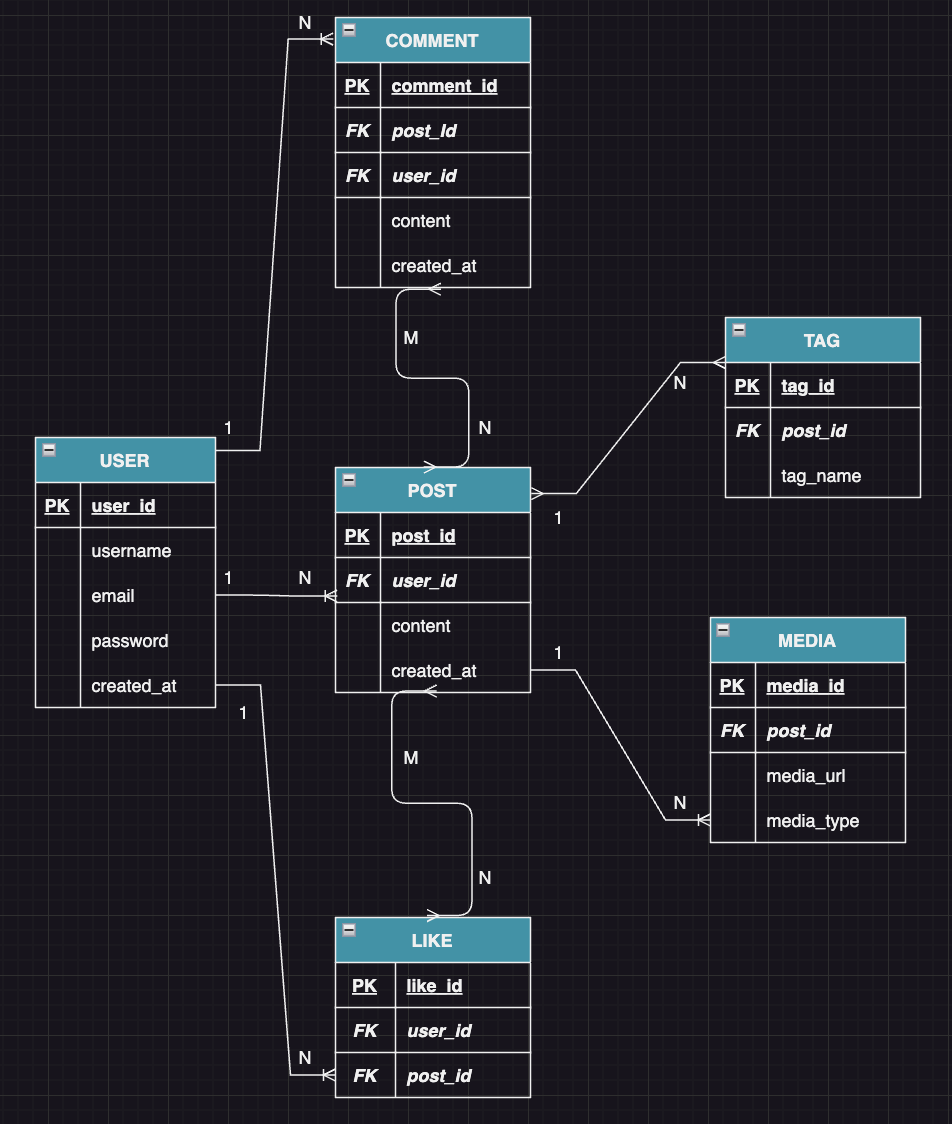 N
COMMENT
PK comment_id
FK post_Id
FK user_id
content
created_at
M
N
1
USER
PK user_id
username
email
password
created_at
1
N
1
POST
PK post_id
FK user_id
content
created_at
1
N
TAG
PK tag_id
FK post_id
tag_name
1
N
MEDIA
PK media_id
FK post_id
media_url
media_type
M
N
N
LIKE
PK like_id
FK user_id
FK post_id